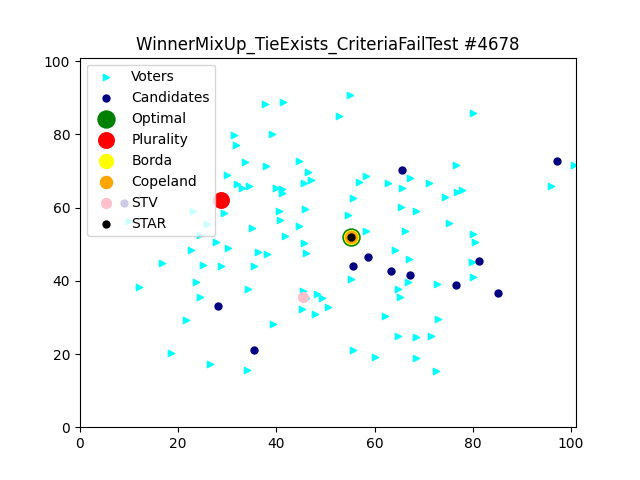 WinnerMixUp_TieExists_CriteriaFailTest #4678
100
80
60
40
20
0
Voters
Candidates
Optimal
Plurality
Borda
Copeland
STV
STAR
0 20 40 60 80 100